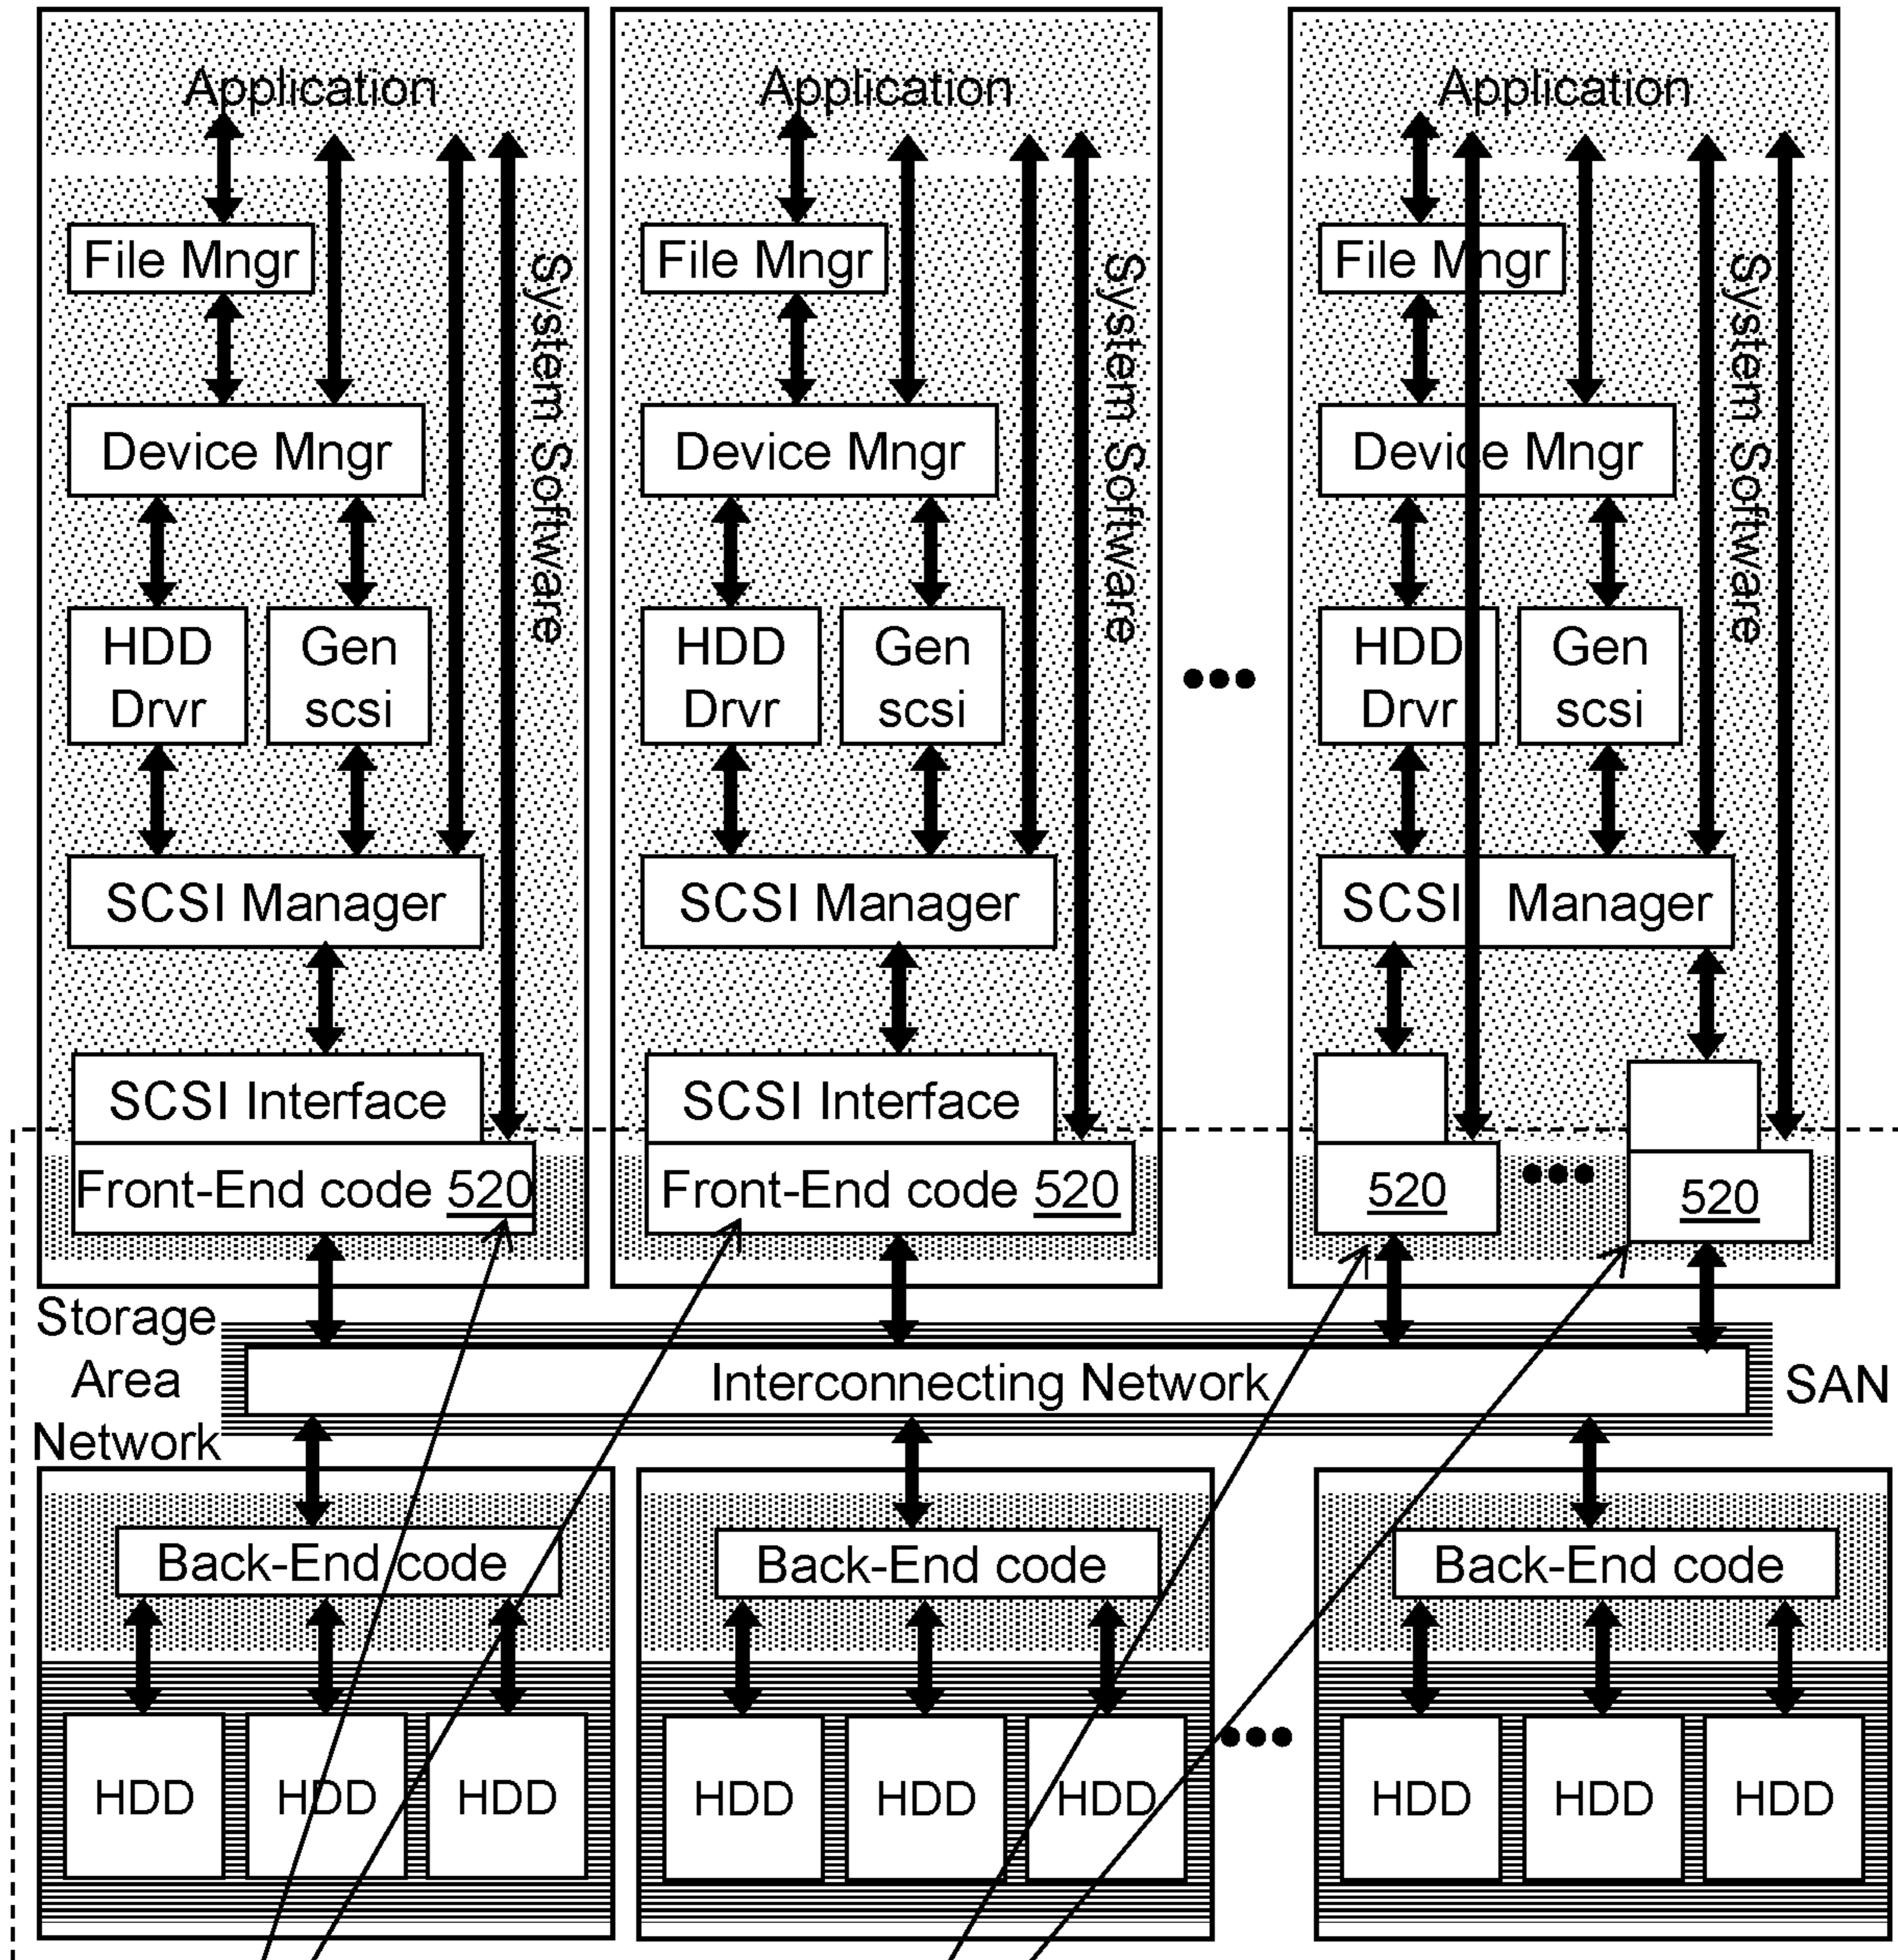 Application
File Mngr
System Software
Device Mngr
HDD
Drvr
Gen
scsi
SCSI Manager
SCSI Interface
Front-End code 520
Application
File Mngr
System Software
Device Mngr
HDD
Drvr
Gen
scsi
SCSI Manager
SCSI Interface
Front-End code 520
Application
File Mngr
System Software
Device Mngr
HDD
Drvr
Gen
scsi
SCSI Manager
520
520
Storage
Area
Network
Interconnecting Network
SAN
Back-End code
HDD
HDD
HDD
Back-End code
HDD
HDD
HDD
Back-End code
HDD
HDD
HDD